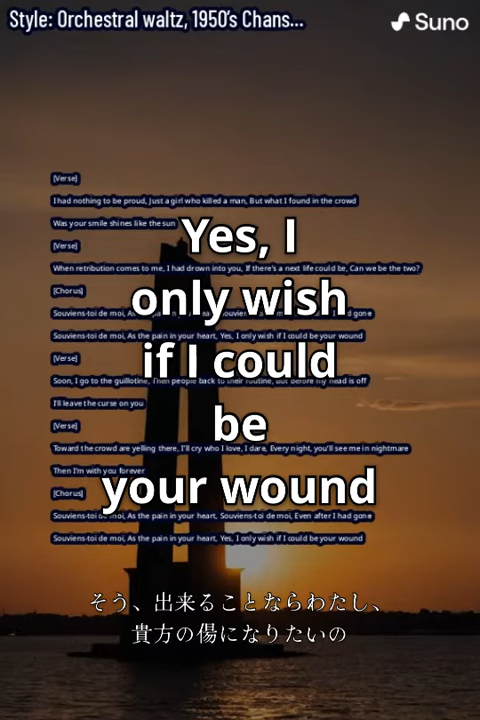 Style: Orchestral waltz, 1950's Chans...
Suno
[Verse]
I had nothing to be proud, Just a girl who killed a man, But what I found in the crowd
Was your smile shines like the sun
[Verse]
When retribution comes to me, I had drown into you, If there's a next life could be, Can we be the two?
[Chorus]
Souviens-toi de moi, As gone
Souviens-toi de moi, As the pain in your heart, Yes, I only wish if I could be your wound
[Verse]
Soon, I go to the guillotine, Then people back to their routine, But before my head is off
I'll leave the curse on you
[Verse]
Toward the crowd are yelling there, I'll cry who I love, I dare, Every night, you'll see me in nightmare
Then I'm with you forever
[Chorus]
Souviens-toi de moi, As the pain in your heart, Souviens-toi de moi, Even after I had gone
Souviens-toi de moi, As the pain in your heart, Yes, I only wish if I could be your wound
Yes, I
only wish
if I could
be
your wound
そう、出来ることならわたし、
貴方の傷になりたいの